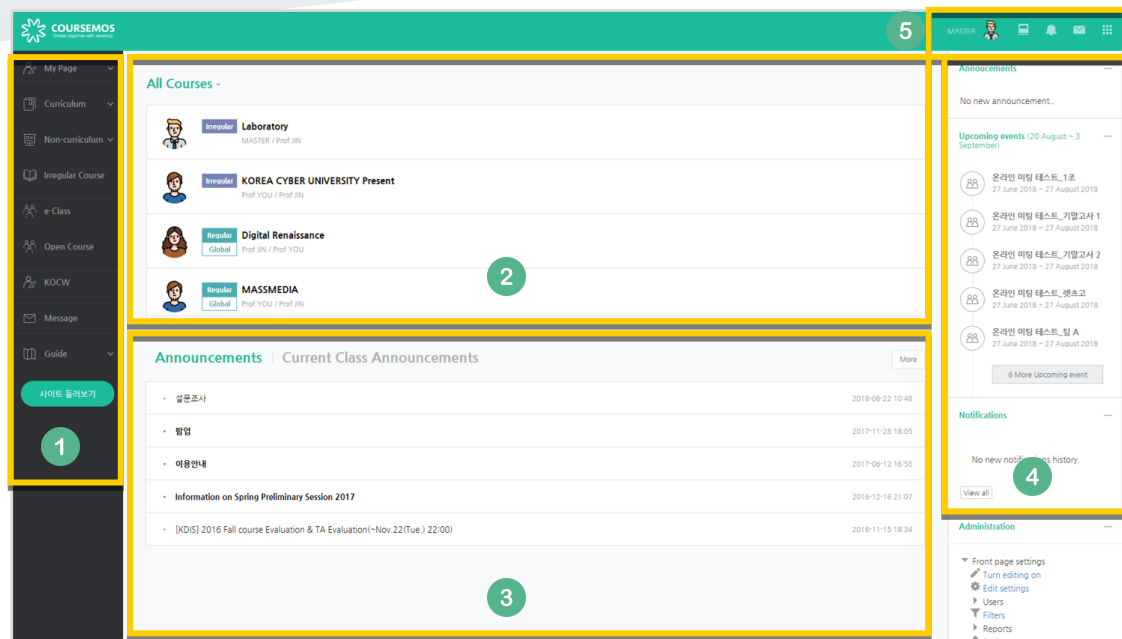 COURSEMOS
Create together with diversity
5
MASTER
My Page
Curriculum
Non-curriculum
Irregular Course
e-Class
Open Course
KOCW
Message
Guide
사이트 둘러보기
1
All Courses
Irregular Laboratory
MASTER / Prof JIN
Irregular KOREA CYBER UNIVERSITY Present
Prof YOU / Prof JIN
Regular Digital Renaissance
Global Prof JIN / Prof YOU
Regular MASSMEDIA
Global Prof YOU / Prof JIN
2
Announcements Current Class Announcements More
설문조사 2018-06-22 10:48
팝업 2017-11-28 18:05
이용안내 2017-06-12 16:50
Information on Spring Preliminary Session 2017 2016-12-16 21:07
[KDIS] 2016 Fall course Evaluation & TA Evaluation(~Nov.22(Tue.) 22:00) 2016-11-15 18:34
3
Annoucements
No new announcement..
Upcoming events (20 August ~ 3
September)
온라인 미팅 테스트_1조
27 June 2018 ~ 27 August 2018
온라인 미팅 테스트_기말고사 1
27 June 2018 ~ 27 August 2018
온라인 미팅 테스트_기말고사 2
27 June 2018 ~ 27 August 2018
온라인 미팅 테스트_렛츠고
27 June 2018 ~ 27 August 2018
온라인 미팅 테스트_팀 A
27 June 2018 ~ 27 August 2018
6 More Upcoming event
Notifications
No new notifications history.
4
View all
Administration
Front page settings
Turn editing on
Edit settings
Users
Filters
Reports